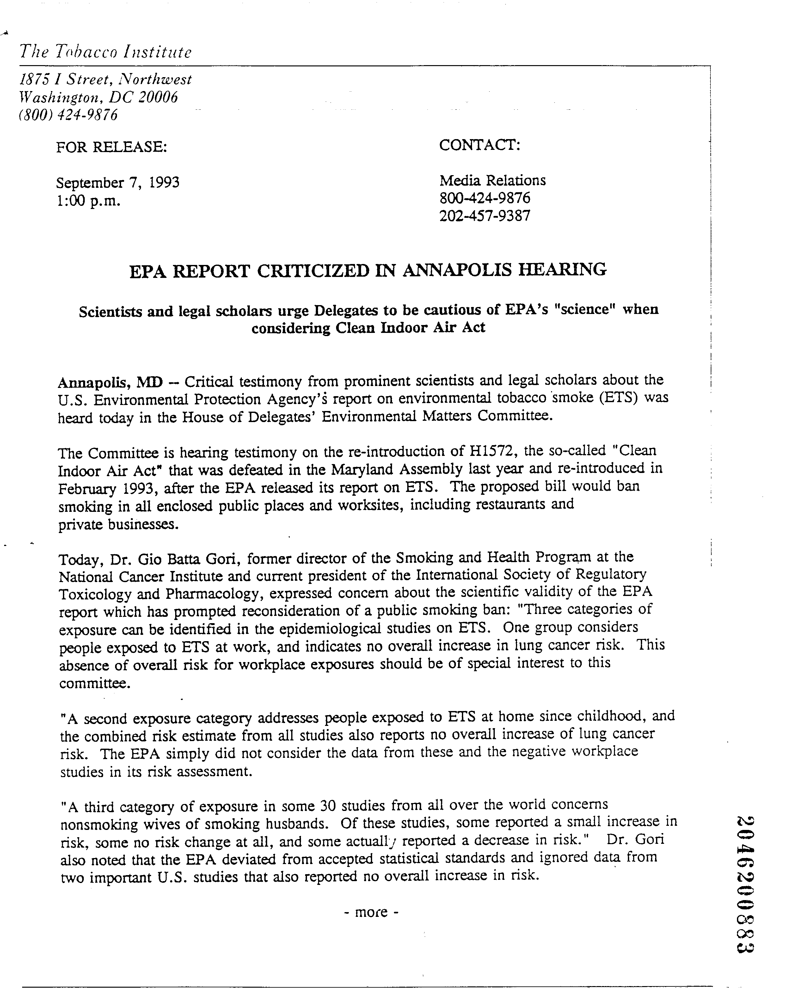 The Tobacco Institute
1875 I Street, Northwest
Washington, DC 20006
(800) 424-9876
FOR RELEASE:
CONTACT:
September 7, 1993
1:00 p.m.
Media Relations
800-424-9876
202-457-9387
EPA REPORT CRITICIZED IN ANNAPOLIS HEARING
Scientists and legal scholars urge Delegates to be cautious of EPA's "science" when
considering Clean Indoor Air Act
Annapolis, MD -- Critical testimony from prominent scientists and legal scholars about the
U.S. Environmental Protection Agency's report on environmental tobacco smoke (ETS) was
heard today in the House of Delegates' Environmental Matters Committee.
The Committee is hearing testimony on the re-introduction of H1572, the so-called "Clean
Indoor Air Act" that was defeated in the Maryland Assembly last year and re-introduced in
February 1993, after the EPA released its report on ETS. The proposed bill would ban
smoking in all enclosed public places and worksites, including restaurants and
private businesses.
Today, Dr. Gio Batta Gori, former director of the Smoking and Health Program at the
National Cancer Institute and current president of the International Society of Regulatory
Toxicology and Pharmacology, expressed concern about the scientific validity of the EPA
report which has prompted reconsideration of a public smoking ban: "Three categories of
exposure can be identified in the epidemiological studies on ETS. One group considers
people exposed to ETS at work, and indicates no overall increase in lung cancer risk. This
absence of overall risk for workplace exposures should be of special interest to this
committee.
"A second exposure category addresses people exposed to ETS at home since childhood, and
the combined risk estimate from all studies also reports no overall increase of lung cancer
risk. The EPA simply did not consider the data from these and the negative workplace
studies in its risk assessment.
"A third category of exposure in some 30 studies from all over the world concerns
nonsmoking wives of smoking husbands. Of these studies, some reported a small increase in
risk, some no risk change at all, and some actually reported a decrease in risk." Dr. Gori
also noted that the EPA deviated from accepted statistical standards and ignored data from
two important U.S. studies that also reported no overall increase in risk.
- more -
2046200883